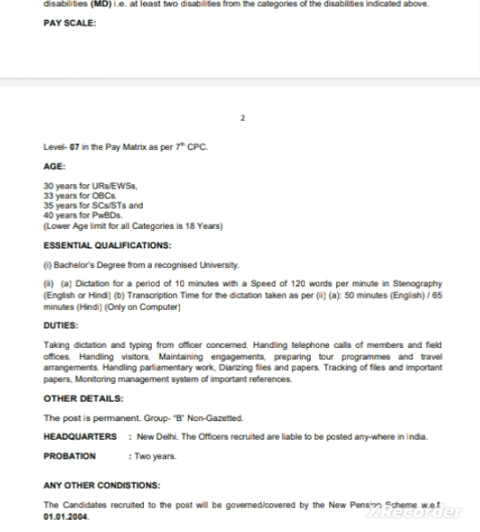 disabilities (MD) i.e. at least two disabilities from the categories of the disabilities indicated above.
PAY SCALE:
2
Level- 07 in the Pay Matrix as per 7th CPC.
AGE:
30 years for URs/EWSs,
33 years for OBCs,
35 years for SCs/STs and
40 years for PwBDs.
(Lower Age limit for all Categories is 18 Years)
ESSENTIAL QUALIFICATIONS:
(i) Bachelor's Degree from a recognised University.
(ii) (a) Dictation for a period of 10 minutes with a Speed of 120 words per minute in Stenography
(English or Hindi) (b) Transcription Time for the dictation taken as per (ii) (a): 50 minutes (English) / 65
minutes (Hindi) (Only on Computer)
DUTIES:
Taking dictation and typing from officer concerned, Handling telephone calls of members and field
offices, Handling visitors, Maintaining engagements, preparing tour programmes and travel
arrangements, Handling parliamentary work, Diarizing files and papers, Tracking of files and important
papers, Monitoring management system of important references.
OTHER DETAILS:
The post is permanent. Group- "B" Non-Gazetted.
HEADQUARTERS : New Delhi. The Officers recruited are liable to be posted any-where in India.
PROBATION : Two years.
ANY OTHER CONDISTIONS:
The Candidates recruited to the post will be governed/covered by the New Pension Scheme w.e.f
01.01.2004.
Recorder